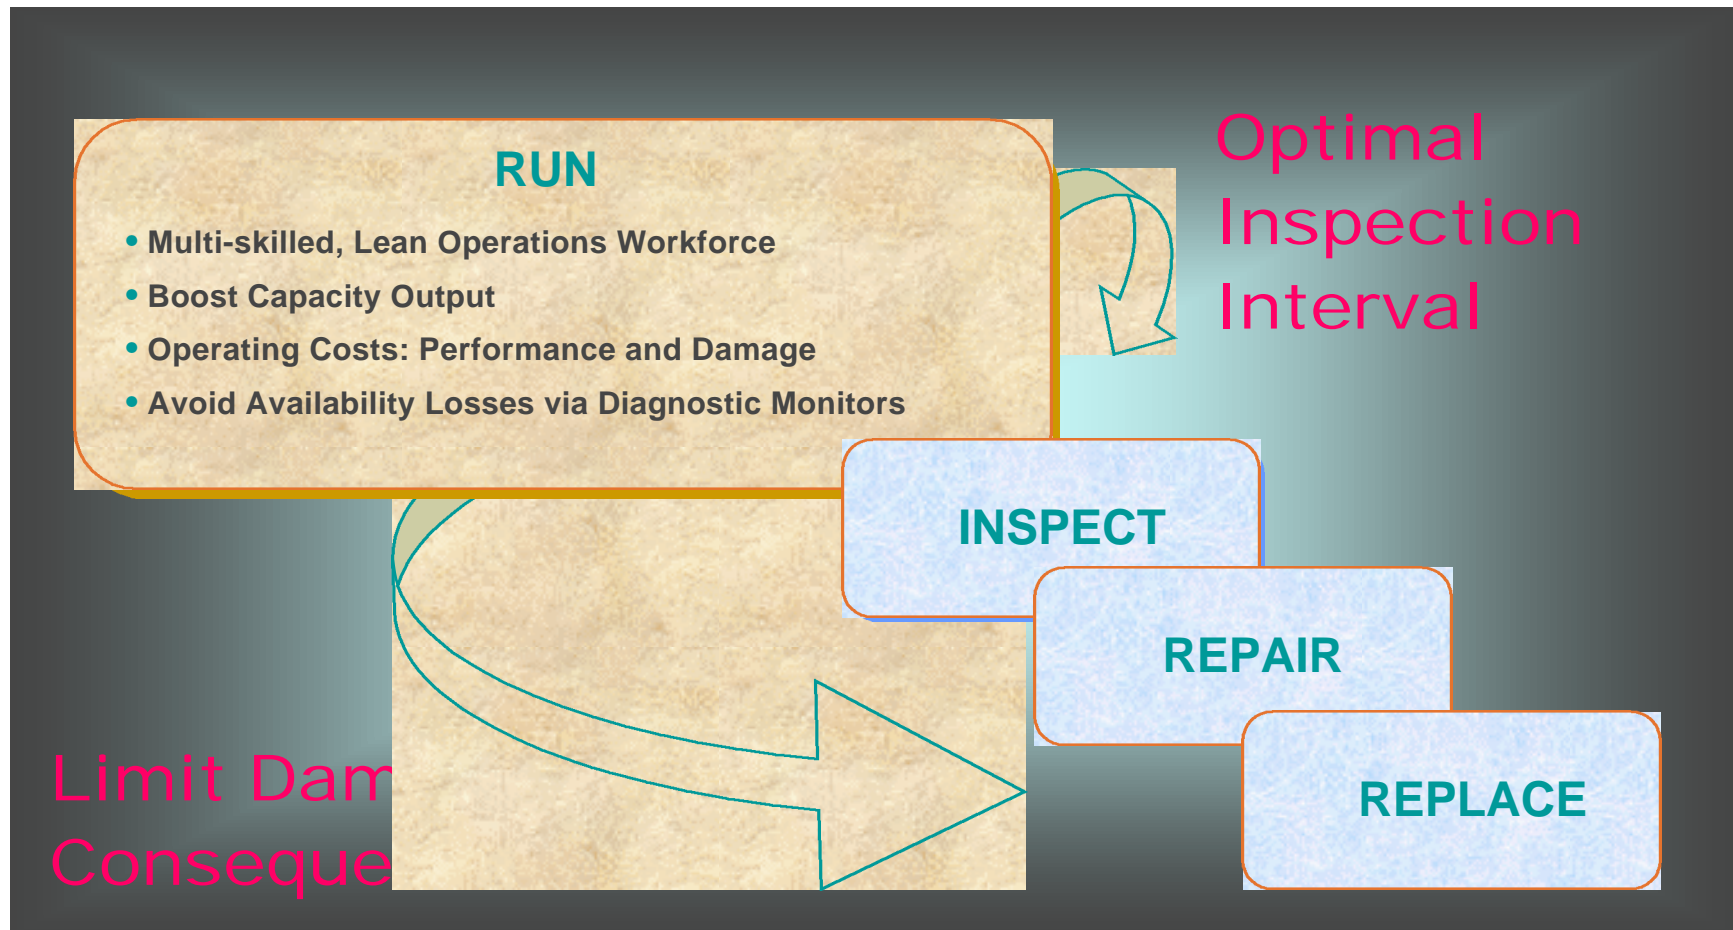 RUN
• Multi-skilled, Lean Operations Workforce
• Boost Capacity Output
• Operating Costs: Performance and Damage
• Avoid Availability Losses via Diagnostic Monitors
Optimal
Inspection
Interval
INSPECT
REPAIR
REPLACE
Limit Dam
Conseque